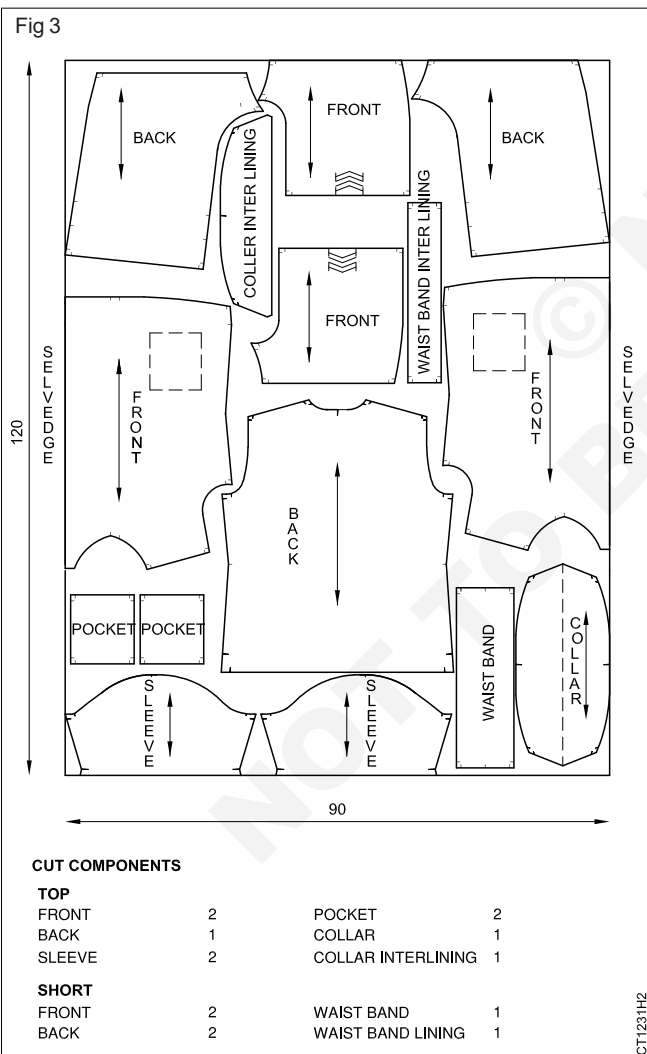 Fig 3
BACK
FRONT
BACK
COLLER INTER LINING
WAIST BAND INTER LINING
FRONT
SELVEDGE
120
FRONT
FRONT
SELVEDGE
BACK
POCKET
POCKET
SLEEVE
SLEEVE
WAIST BAND
COLLAR
90
CUT COMPONENTS
TOP
FRONT 2 POCKET 2
BACK 1 COLLAR 1
SLEEVE 2 COLLAR INTERLINING 1
SHORT
FRONT 2 WAIST BAND 1
BACK 2 WAIST BAND LINING 1
CT1231H2
© N
NOT TO B